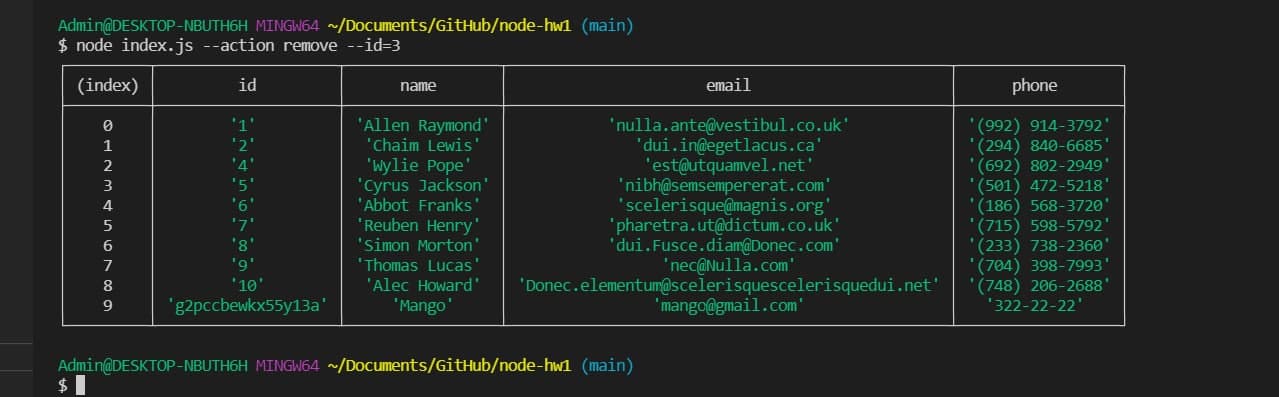 Admin@DESKTOP-NBUTH6H MINGW64 ~/Documents/GitHub/node-hw1 (main)
$ node index.js --action remove --id=3
(index) id name email phone
0 '1' 'Allen Raymond' 'nulla.ante@vestibul.co.uk' '(992) 914-3792'
1 '2' 'Chaim Lewis' 'dui.in@egetlacus.ca' '(294) 840-6685'
2 '4' 'Wylie Pope' 'est@utquamvel.net' '(692) 802-2949'
3 '5' 'Cyrus Jackson' 'nibh@semsempererat.com' '(501) 472-5218'
4 '6' 'Abbot Franks' 'scelerisque@magnis.org' '(186) 568-3720'
5 '7' 'Reuben Henry' 'pharetra.ut@dictum.co.uk' '(715) 598-5792'
6 '8' 'Simon Morton' 'dui.Fusce.diam@Donec.com' '(233) 738-2360'
7 '9' 'Thomas Lucas' 'nec@Nulla.com' '(704) 398-7993'
8 '10' 'Alec Howard' 'Donec.elementum@scelerisquescelerisquedui.net' '(748) 206-2688'
9 'g2pccbewkx55y13a' 'Mango' 'mango@gmail.com' '322-22-22'
Admin@DESKTOP-NBUTH6H MINGW64 ~/Documents/GitHub/node-hw1 (main)
$